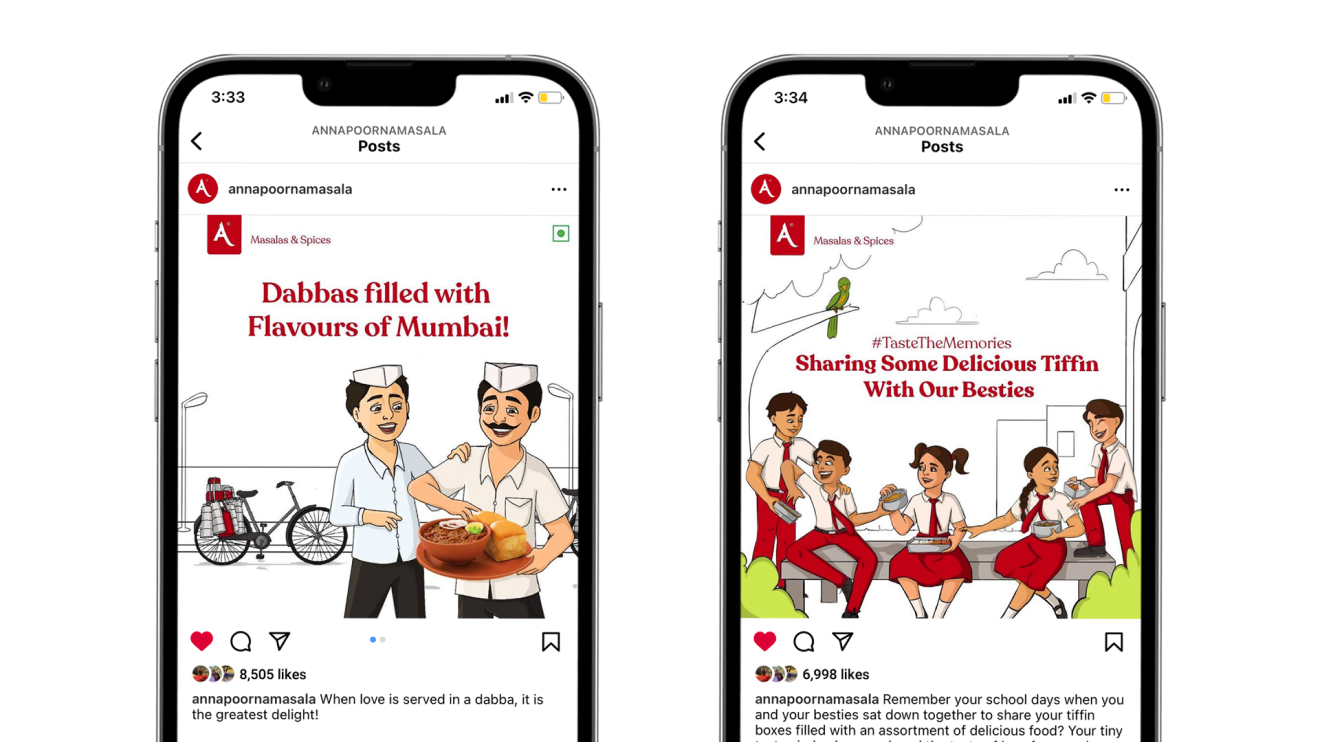 3:33
ANNAPOORNAMASALA
Posts
annapoornamasala
A
Masalas & Spices
Dabbas filled with
Flavours of Mumbai!
8,505 likes
annapoornamasala When love is served in a dabba, it is
the greatest delight!
3:34
ANNAPOORNAMASALA
Posts
annapoornamasala
A
Masalas & Spices
#TasteTheMemories
Sharing Some Delicious Tiffin
With Our Besties
6,998 likes
annapoornamasala Remember your school days when you
and your besties sat down together to share your tiffin
boxes filled with an assortment of delicious food? Your tiny